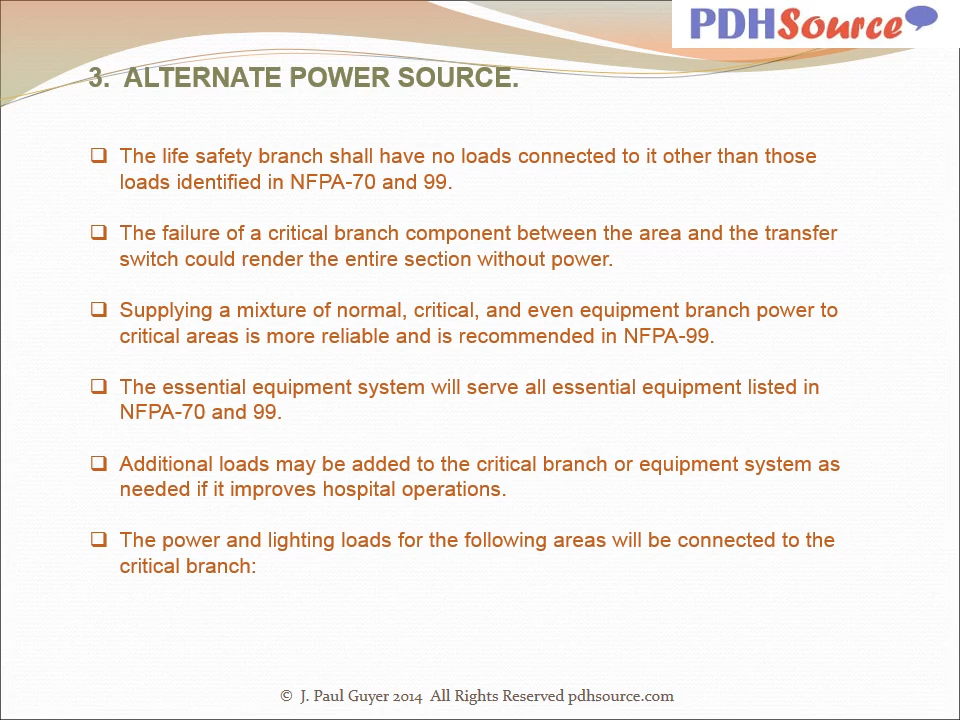 PDHSource
3. ALTERNATE POWER SOURCE.
❑ The life safety branch shall have no loads connected to it other than those
loads identified in NFPA-70 and 99.
❑ The failure of a critical branch component between the area and the transfer
switch could render the entire section without power.
❑ Supplying a mixture of normal, critical, and even equipment branch power to
critical areas is more reliable and is recommended in NFPA-99.
❑ The essential equipment system will serve all essential equipment listed in
NFPA-70 and 99.
❑ Additional loads may be added to the critical branch or equipment system as
needed if it improves hospital operations.
❑ The power and lighting loads for the following areas will be connected to the
critical branch:
© J. Paul Guyer 2014 All Rights Reserved pdhsource.com